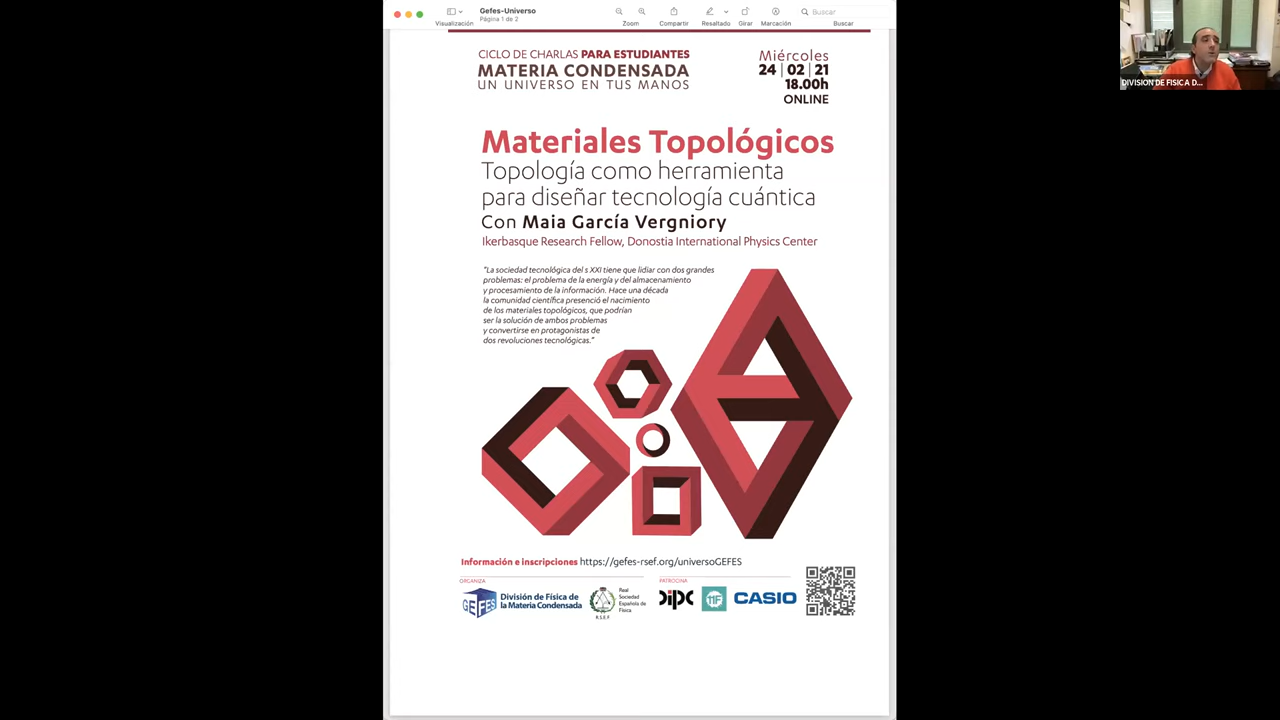 Gefes-Universo
Página 1 de 2
Visualización
Zoom
Compartir
Resaltado
Girar
Marcación
Buscar
Buscar
CICLO DE CHARLAS PARA ESTUDIANTES
MATERIA CONDENSADA
UN UNIVERSO EN TUS MANOS
Miércoles
24 | 02 | 21
18.00h
ONLINE
Materiales Topológicos
Topología como herramienta
para diseñar tecnología cuántica
Con Maia García Vergniory
Ikerbasque Research Fellow, Donostia International Physics Center
"La sociedad tecnológica del s XXI tiene que lidiar con dos grandes
problemas: el problema de la energía y del almacenamiento
y procesamiento de la información. Hace una década
la comunidad científica presenció el nacimiento
de los materiales topológicos, que podrían
ser la solución de ambos problemas
y convertirse en protagonistas de
dos revoluciones tecnológicas."
Información e inscripciones https://gefes-rsef.org/universoGEFES
ORGANIZA
GEFES
División de Física de
la Materia Condensada
R.S.E.F.
Real
Sociedad
Española de
Física
PATROCINA
dipc
CASIO
DIVISION DE FISICA D...